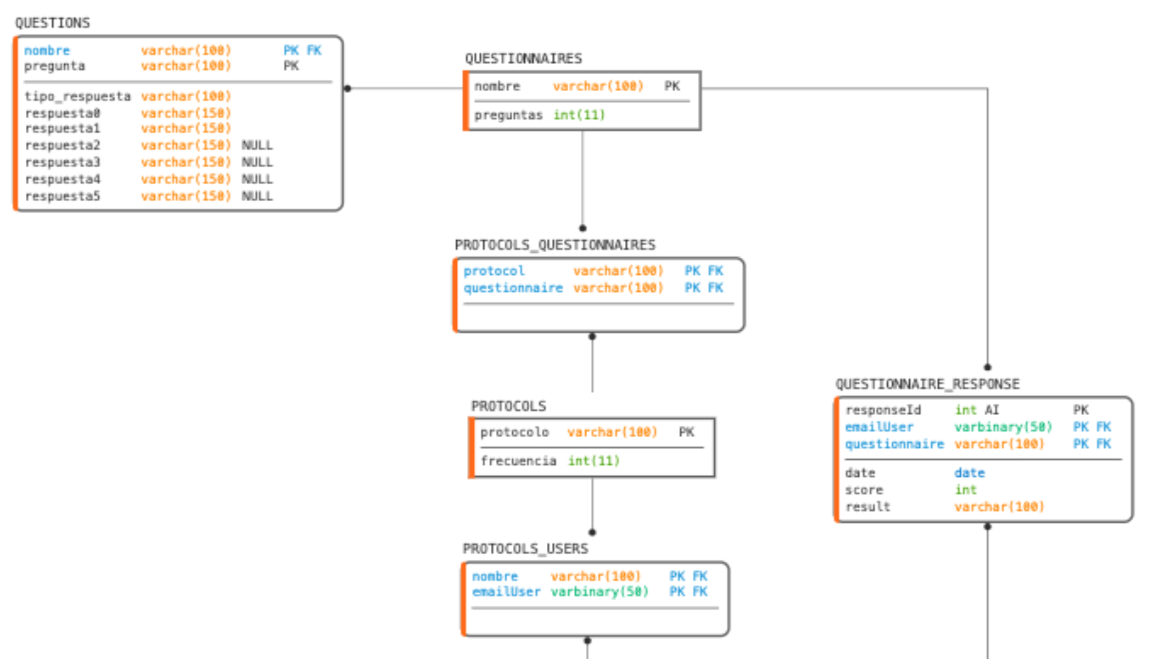 QUESTIONS
nombre varchar(100) PK FK
pregunta varchar(100) PK
tipo_respuesta varchar(100)
respuesta0 varchar(150)
respuesta1 varchar(150)
respuesta2 varchar(150) NULL
respuesta3 varchar(150) NULL
respuesta4 varchar(150) NULL
respuesta5 varchar(150) NULL
QUESTIONNAIRES
nombre varchar(100) PK
preguntas int(11)
PROTOCOLS_QUESTIONNAIRES
protocol varchar(100) PK FK
questionnaire varchar(100) PK FK
PROTOCOLS
protocolo varchar(100) PK
frecuencia int(11)
QUESTIONNAIRE_RESPONSE
responseId int AI PK
emailUser varbinary(50) PK FK
questionnaire varchar(100) PK FK
date date
score int
result varchar(100)
PROTOCOLS_USERS
nombre varchar(100) PK FK
emailUser varbinary(50) PK FK